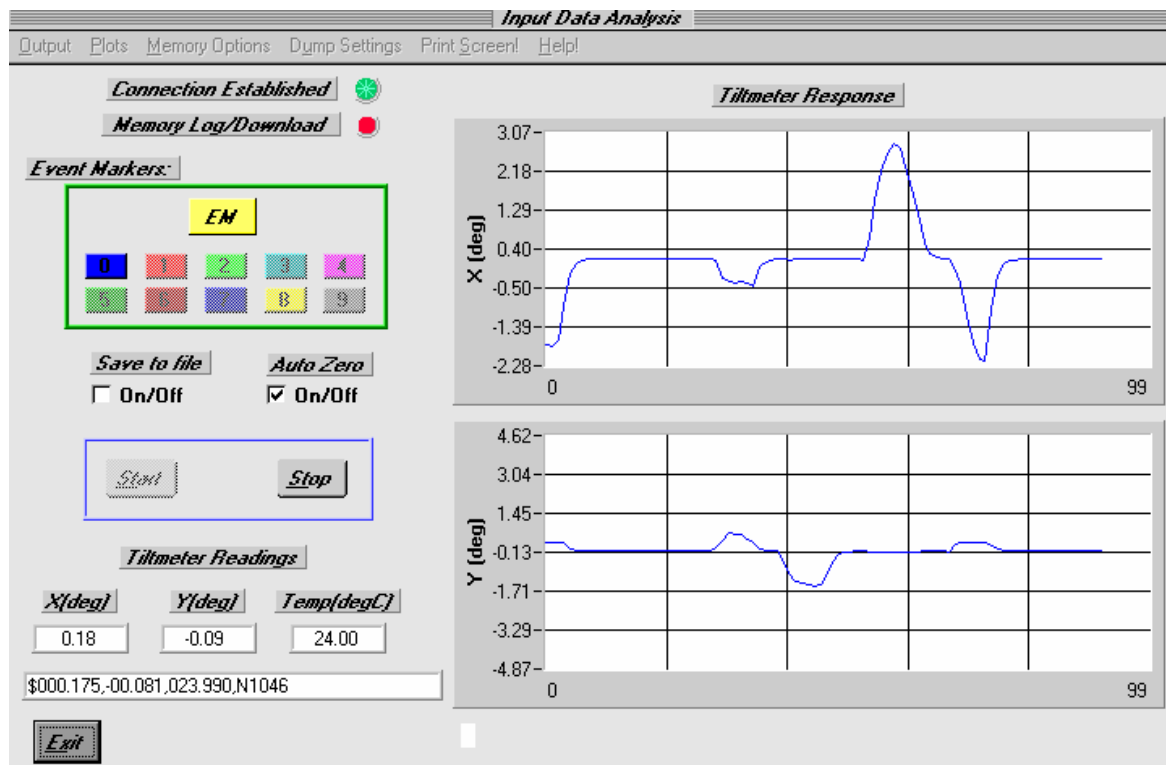 Input Data Analysis
Output Plots Memory Options Dump Settings Print Screen! Help!
Connection Established
Memory Log/Download
Event Markers:
EM
0 1 2 3 4
5 6 7 8 9
Save to file Auto Zero
On/Off On/Off
Start Stop
Tiltmeter Readings
X(deg) Y(deg) Temp(degC)
0.18 -0.09 24.00
$000.175,-00.081,023.990,N1046
Exit
Tiltmeter Response
X (deg)
3.07
2.18
1.29
0.40
-0.50
-1.39
-2.28
0 99
Y (deg)
4.62
3.04
1.45
-0.13
-1.71
-3.29
-4.87
0 99